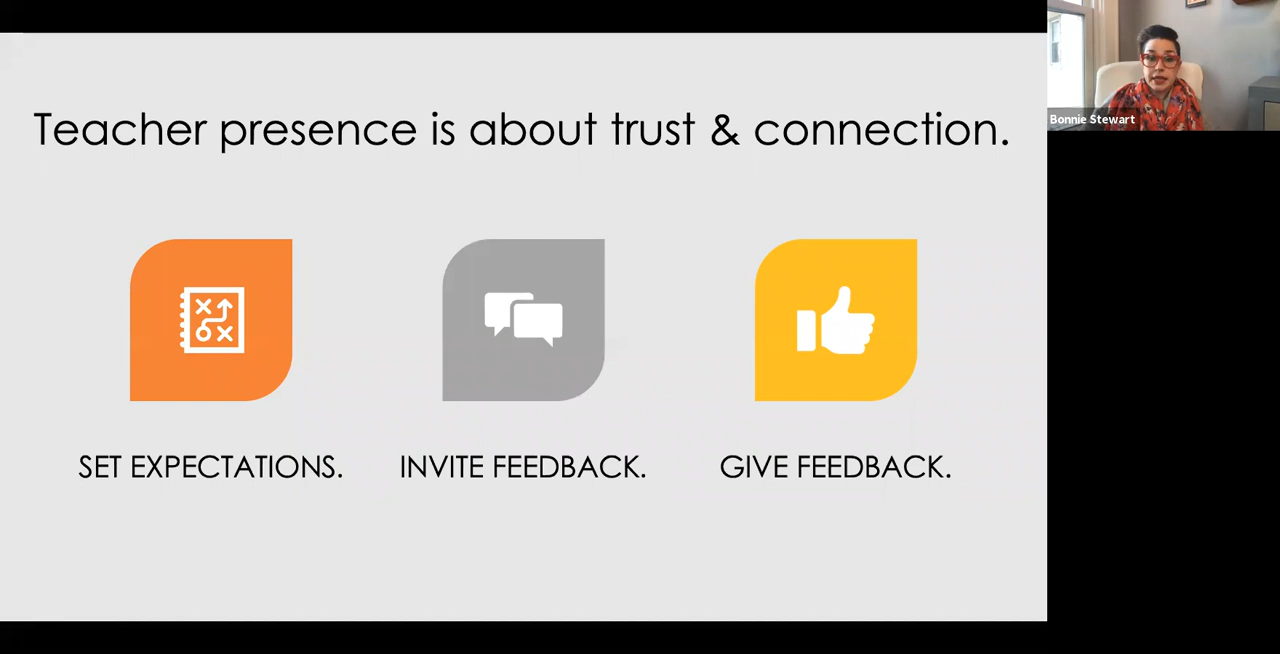 Teacher presence is about trust & connection.
SET EXPECTATIONS.
INVITE FEEDBACK.
GIVE FEEDBACK.
Bonnie Stewart